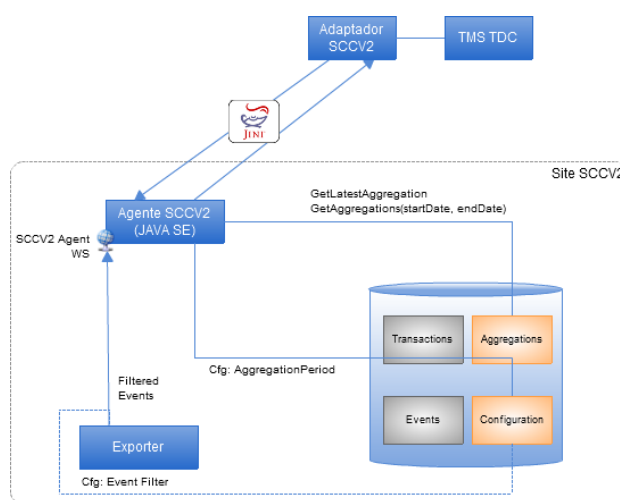 Adaptador
SCCV2
TMS TDC
JINI
Site SCCV2
GetLatestAggregation
GetAggregations(startDate, endDate)
Agente SCCV2
(JAVA SE)
SCCV2 Agent
WS
Transactions
Aggregations
Cfg: AggregationPeriod
Filtered
Events
Events
Configuration
Exporter
Cfg: Event Filter